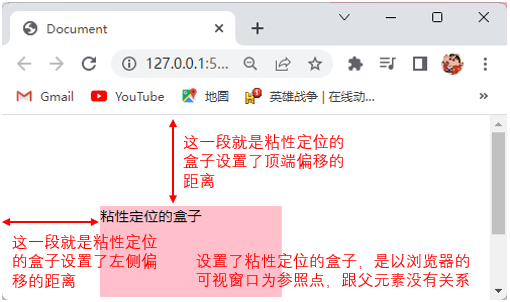 Document
127.0.0.1:5...
Gmail
YouTube
地图
英雄战争 | 在线动...
这一段就是粘性定位的
盒子设置了顶端偏移的
距离
粘性定位的盒子
这一段就是粘性定位
的盒子设置了左侧偏
移的距离
设置了粘性定位的盒子，是以浏览器的
可视窗口为参照点，跟父元素没有关系